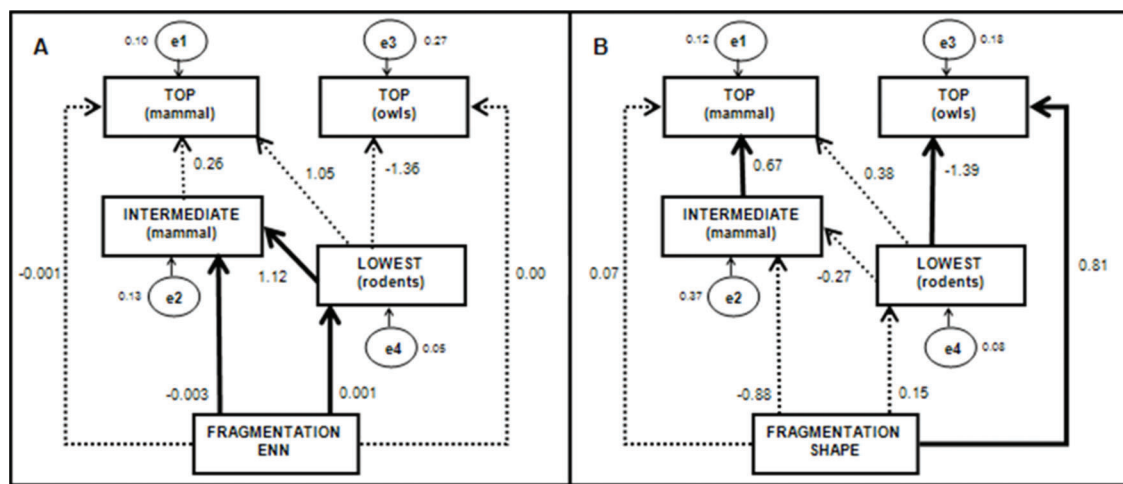 A
0.10
e1
e3
0.27
TOP
(mammal)
TOP
(owls)
0.26
1.05
-1.36
INTERMEDIATE
(mammal)
LOWEST
(rodents)
-0.001
1.12
0.00
0.13
e2
e4
0.05
-0.003
0.001
FRAGMENTATION
ENN
B
0.12
e1
e3
0.18
TOP
(mammal)
TOP
(owls)
0.67
0.38
-1.39
INTERMEDIATE
(mammal)
LOWEST
(rodents)
0.07
-0.27
0.81
0.37
e2
e4
0.08
-0.88
0.15
FRAGMENTATION
SHAPE